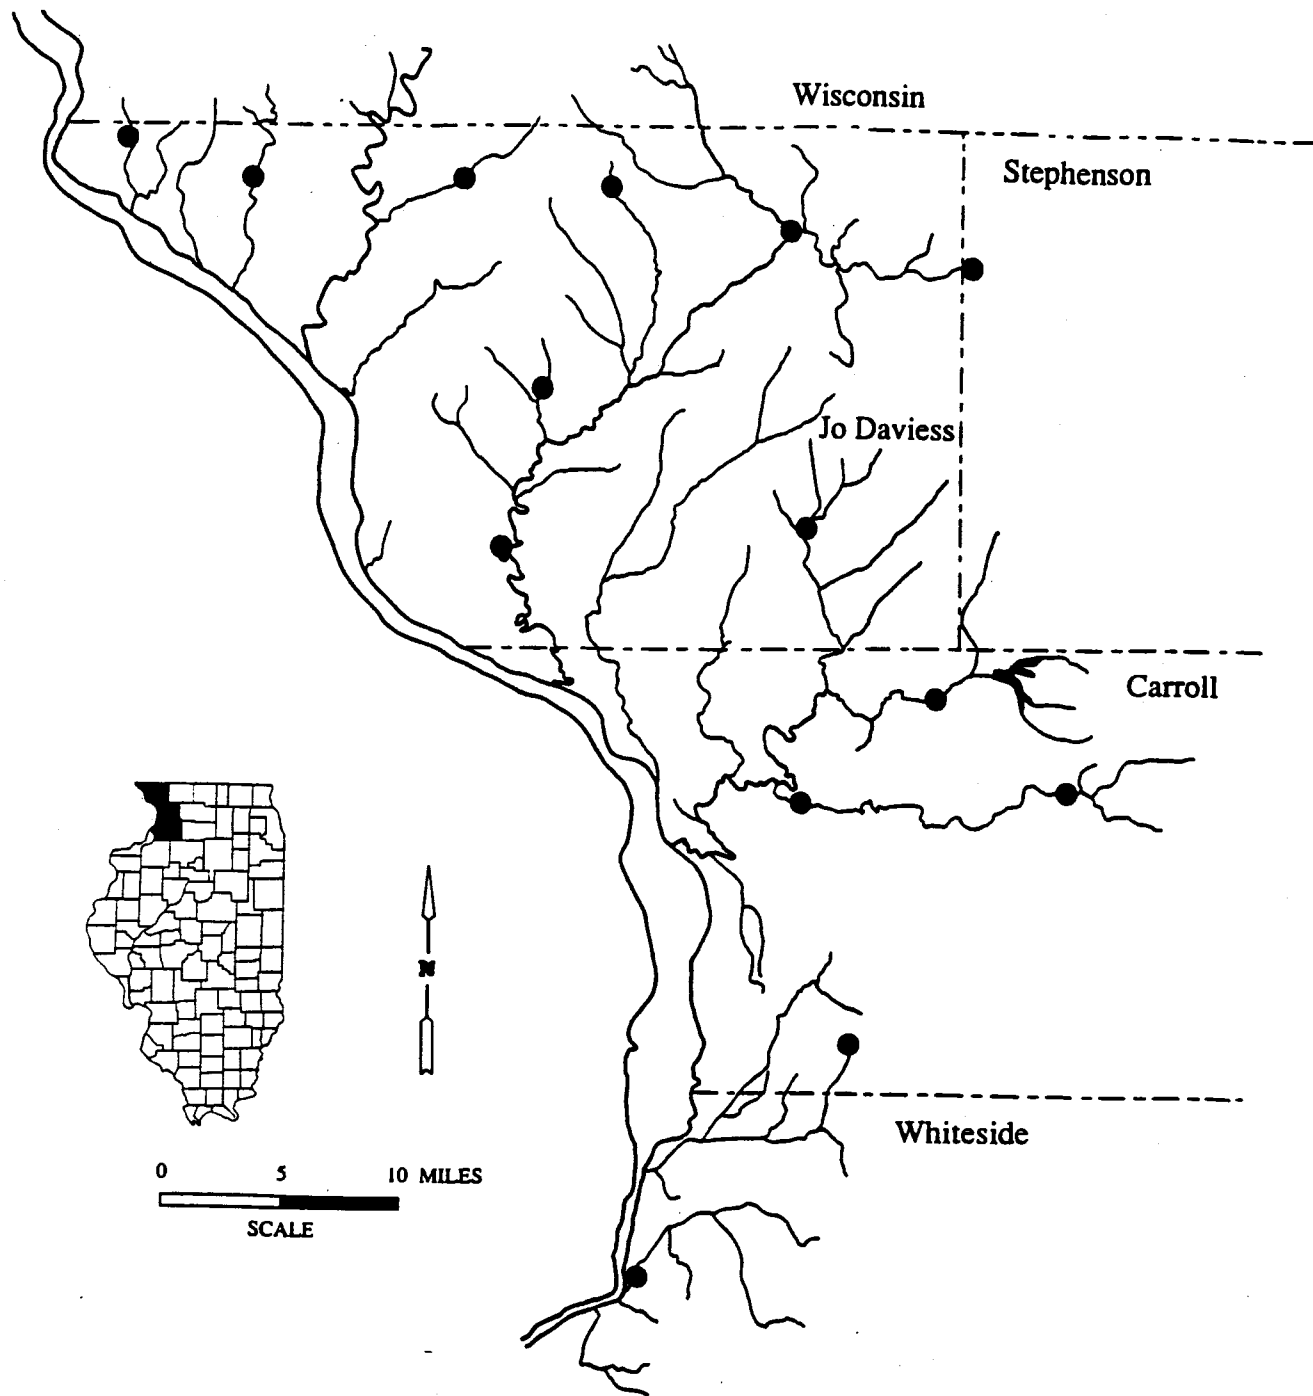 Wisconsin
Stephenson
Jo Daviess
Carroll
N
Whiteside
0 5 10 MILES
SCALE